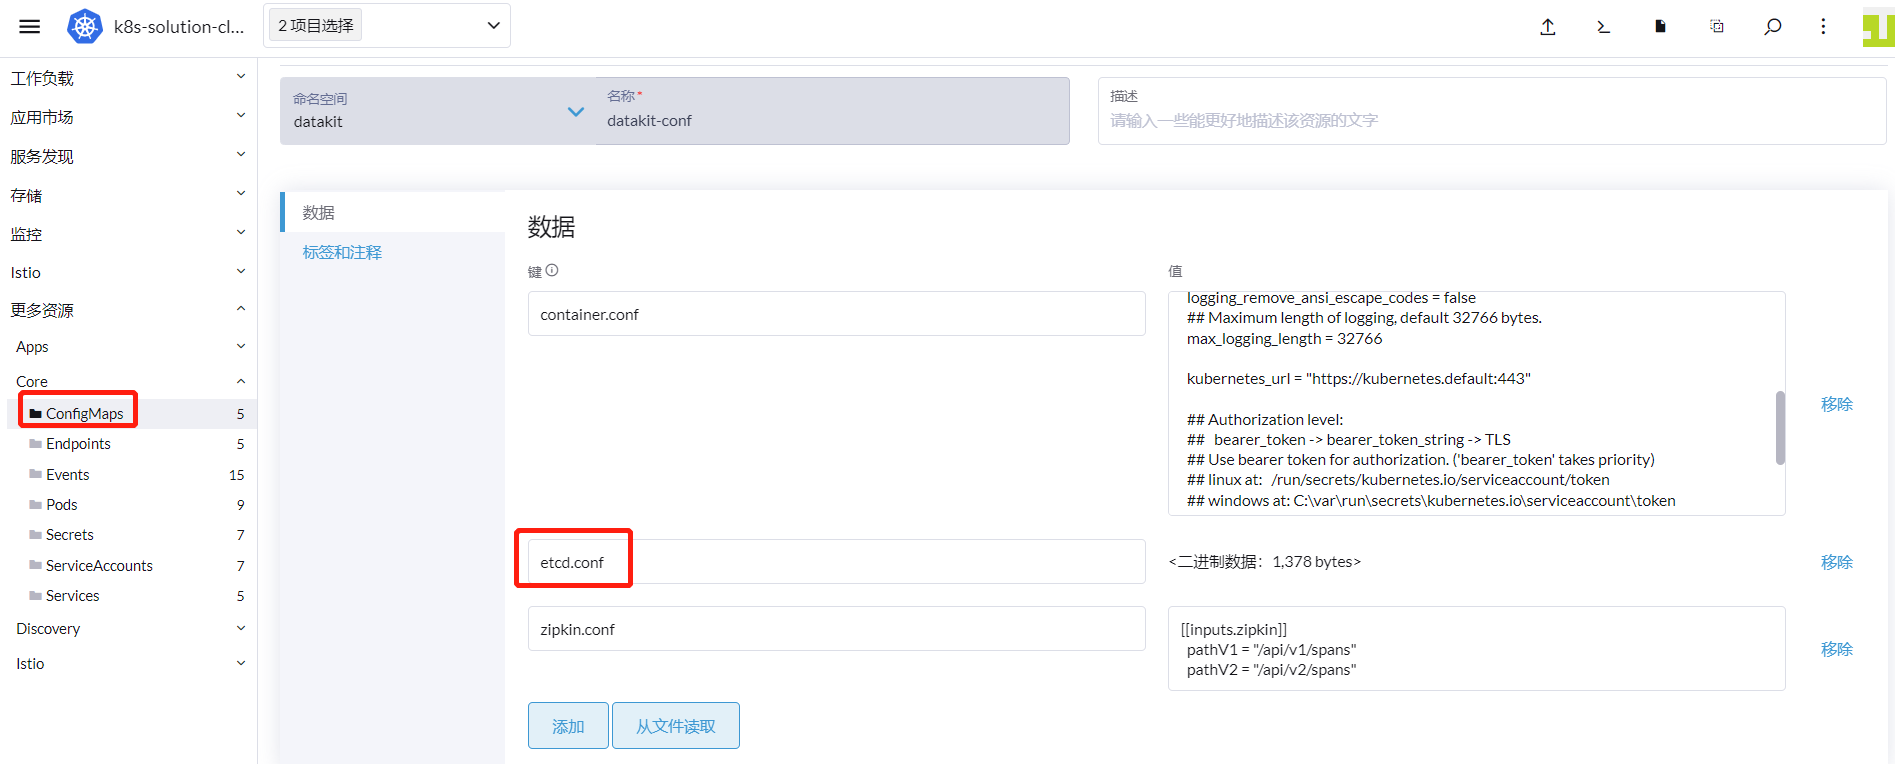 k8s-solution-cl...
2 项目选择
工作负载
应用市场
服务发现
存储
监控
Istio
更多资源
Apps
Core
ConfigMaps 5
Endpoints 5
Events 15
Pods 9
Secrets 7
ServiceAccounts 7
Services 5
Discovery
Istio
命名空间
datakit
名称*
datakit-conf
描述
请输入一些能更好地描述该资源的文字
数据
标签和注释
数据
键
值
container.conf
logging_remove_ansi_escape_codes = false
## Maximum length of logging, default 32766 bytes.
max_logging_length = 32766
kubernetes_url = "https://kubernetes.default:443"
## Authorization level:
##   bearer_token -> bearer_token_string -> TLS
## Use bearer token for authorization. ('bearer_token' takes priority)
## linux at:   /run/secrets/kubernetes.io/serviceaccount/token
## windows at: C:\var\run\secrets\kubernetes.io\serviceaccount\token
移除
etcd.conf
<二进制数据：1,378 bytes>
移除
zipkin.conf
[[inputs.zipkin]]
pathV1 = "/api/v1/spans"
pathV2 = "/api/v2/spans"
移除
添加
从文件读取